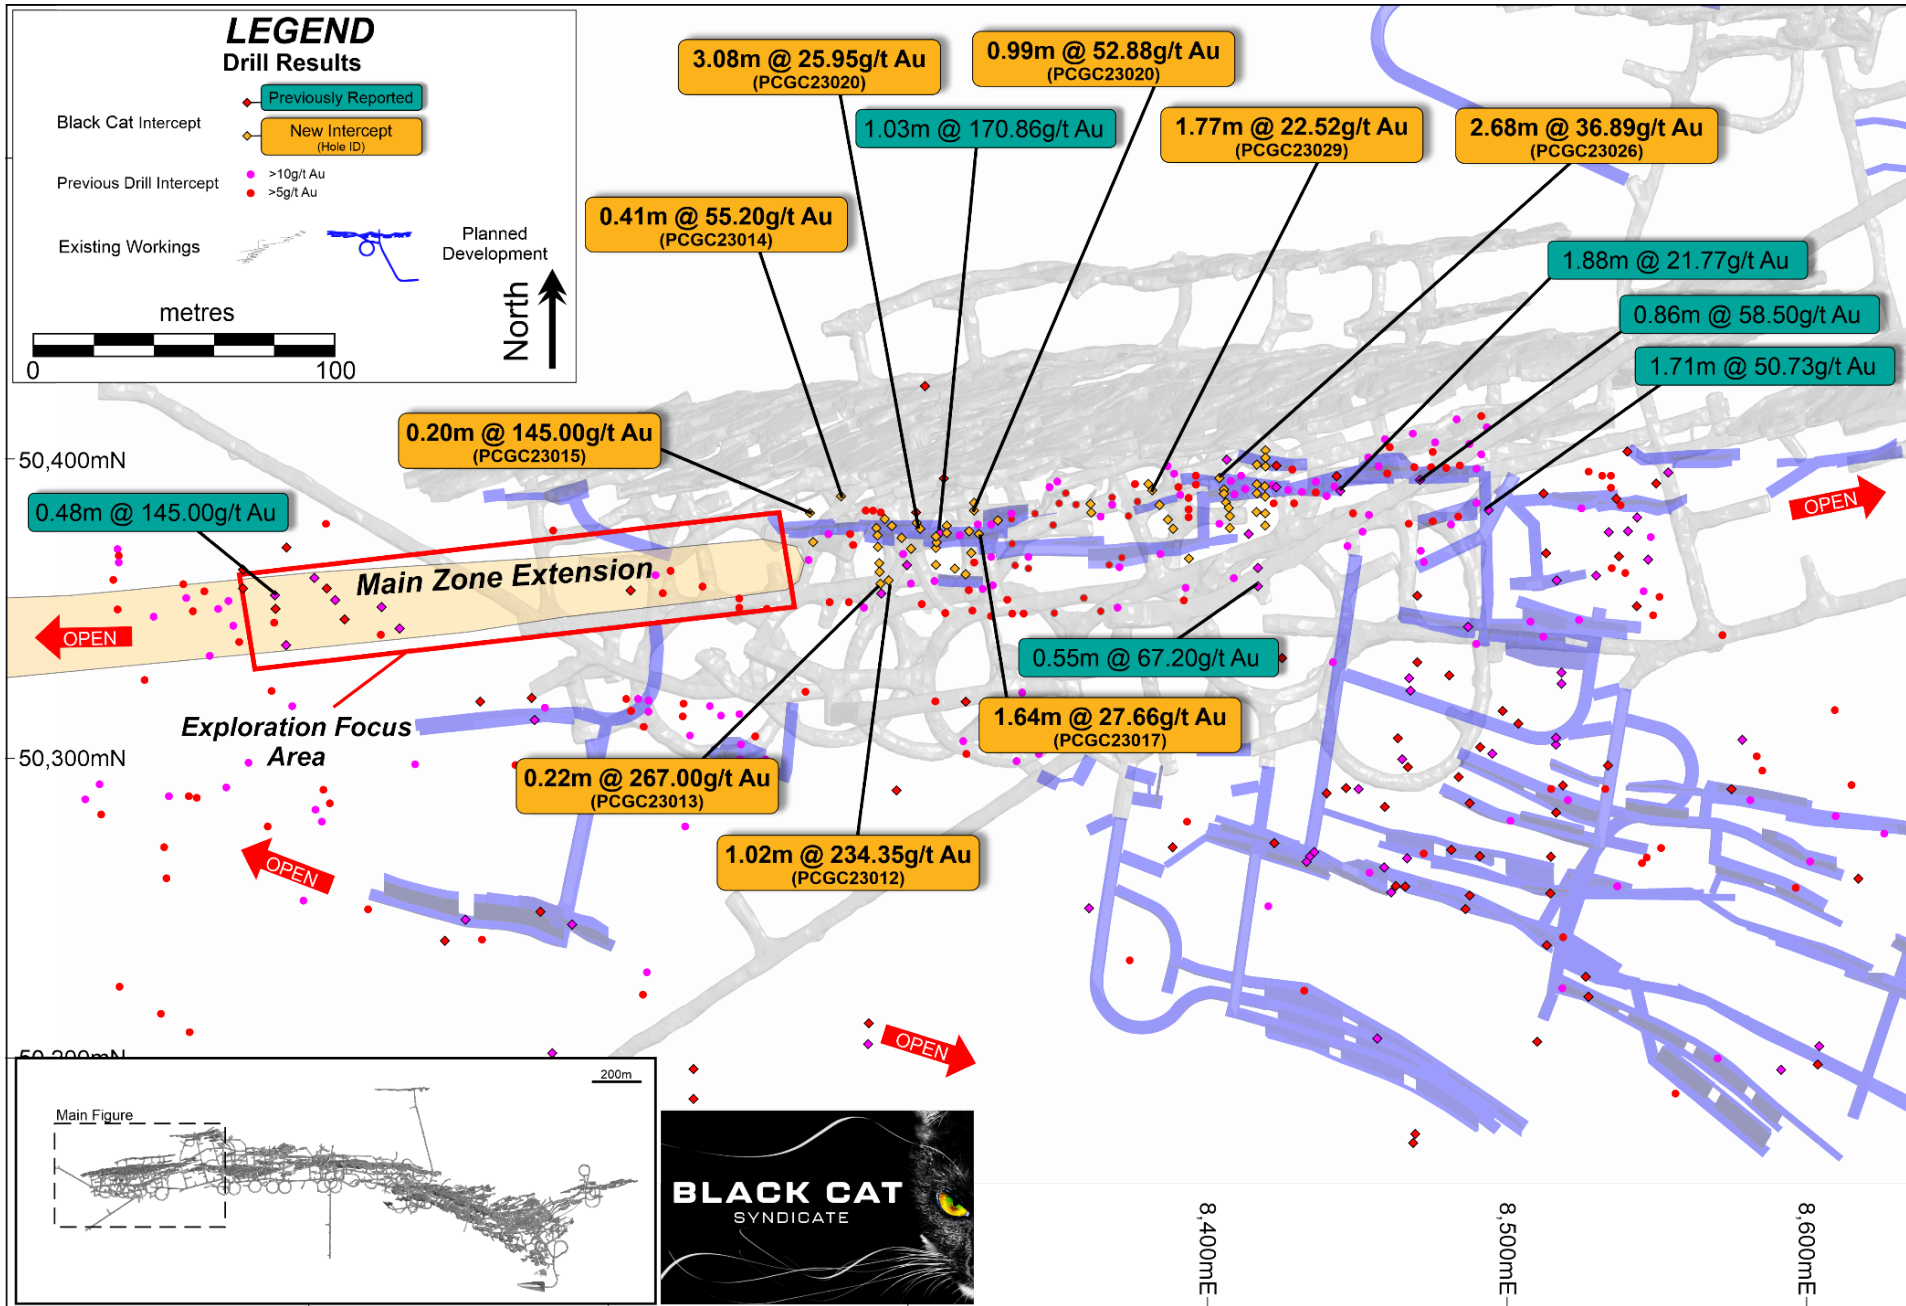 LEGEND
Drill Results
Black Cat Intercept
Previously Reported
New Intercept
(Hole ID)
Previous Drill Intercept
>10g/t Au
>5g/t Au
Existing Workings
Planned
Development
metres
0
100
North
3.08m @ 25.95g/t Au
(PCGC23020)
0.99m @ 52.88g/t Au
(PCGC23020)
1.03m @ 170.86g/t Au
1.77m @ 22.52g/t Au
(PCGC23029)
2.68m @ 36.89g/t Au
(PCGC23026)
0.41m @ 55.20g/t Au
(PCGC23014)
1.88m @ 21.77g/t Au
0.86m @ 58.50g/t Au
1.71m @ 50.73g/t Au
0.20m @ 145.00g/t Au
(PCGC23015)
50,400mN
0.48m @ 145.00g/t Au
OPEN
Main Zone Extension
OPEN
0.55m @ 67.20g/t Au
1.64m @ 27.66g/t Au
(PCGC23017)
Exploration Focus
Area
50,300mN
0.22m @ 267.00g/t Au
(PCGC23013)
1.02m @ 234.35g/t Au
(PCGC23012)
OPEN
OPEN
50,200mN
200m
Main Figure
BLACK CAT
SYNDICATE
8,400mE
8,500mE
8,600mE